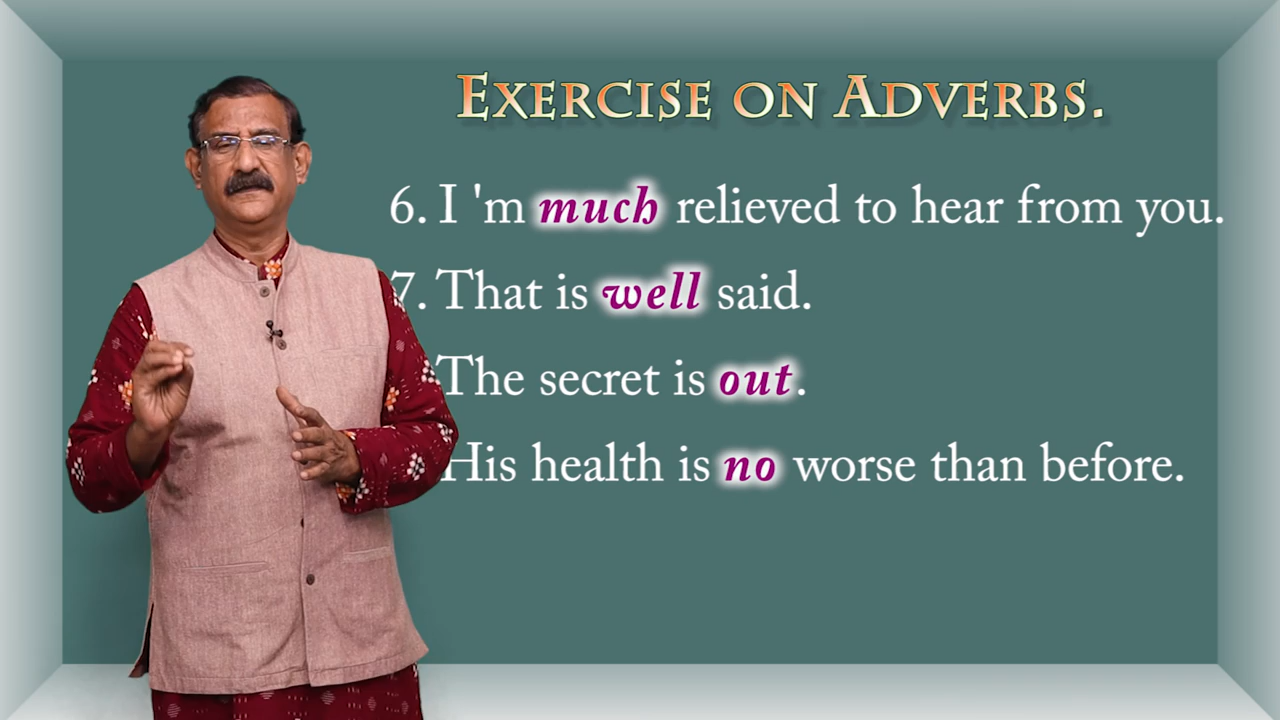 EXERCISE ON ADVERBS.
6. I 'm much relieved to hear from you.
7. That is well said.
The secret is out.
His health is no worse than before.